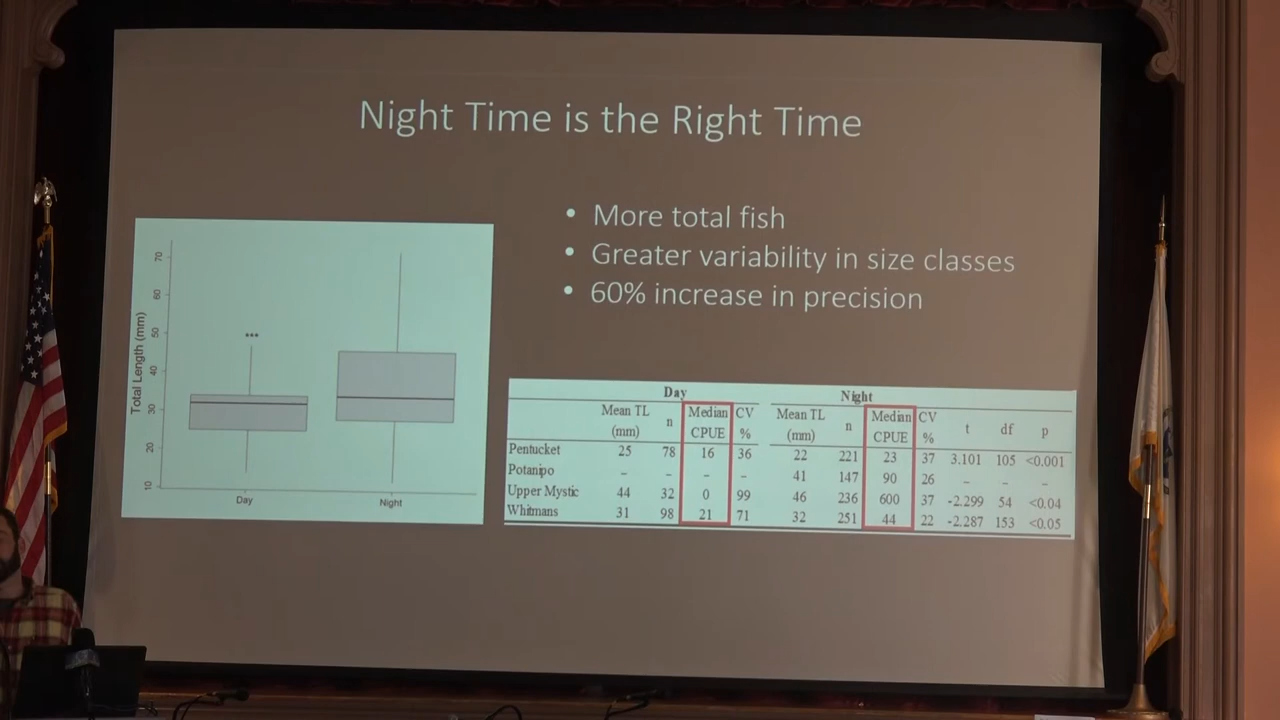 Night Time is the Right Time
• More total fish
• Greater variability in size classes
• 60% increase in precision
Total Length (mm)
70
60
50
40
30
20
10
***
Day
Night
Day Night
Mean TL (mm) n Median CPUE CV % Mean TL (mm) n Median CPUE CV % t df p
Pentucket 25 78 16 36 22 221 23 37 3.101 105 <0.001
Potanipo – – – – 41 147 90 26 – – –
Upper Mystic 44 32 0 99 46 236 600 37 -2.299 54 <0.04
Whitmans 31 98 21 71 32 251 44 22 -2.287 153 <0.05